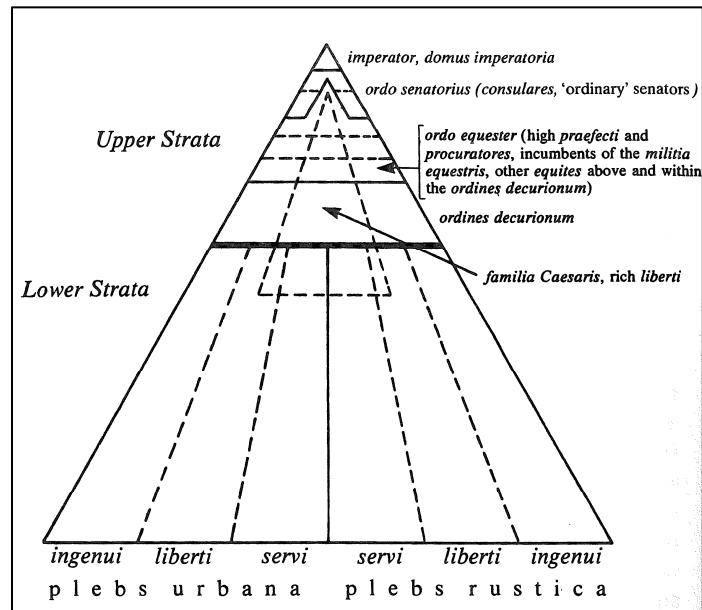 imperator, domus imperatoria
ordo senatorius (consulares, ‘ordinary’ senators)
Upper Strata
ordo equester (high praefecti and
procuratores, incumbents of the militia
equestris, other equites above and within
the ordines decurionum)
ordines decurionum
familia Caesaris, rich liberti
Lower Strata
ingenui liberti servi servi liberti ingenui
plebs urbana plebs rustica